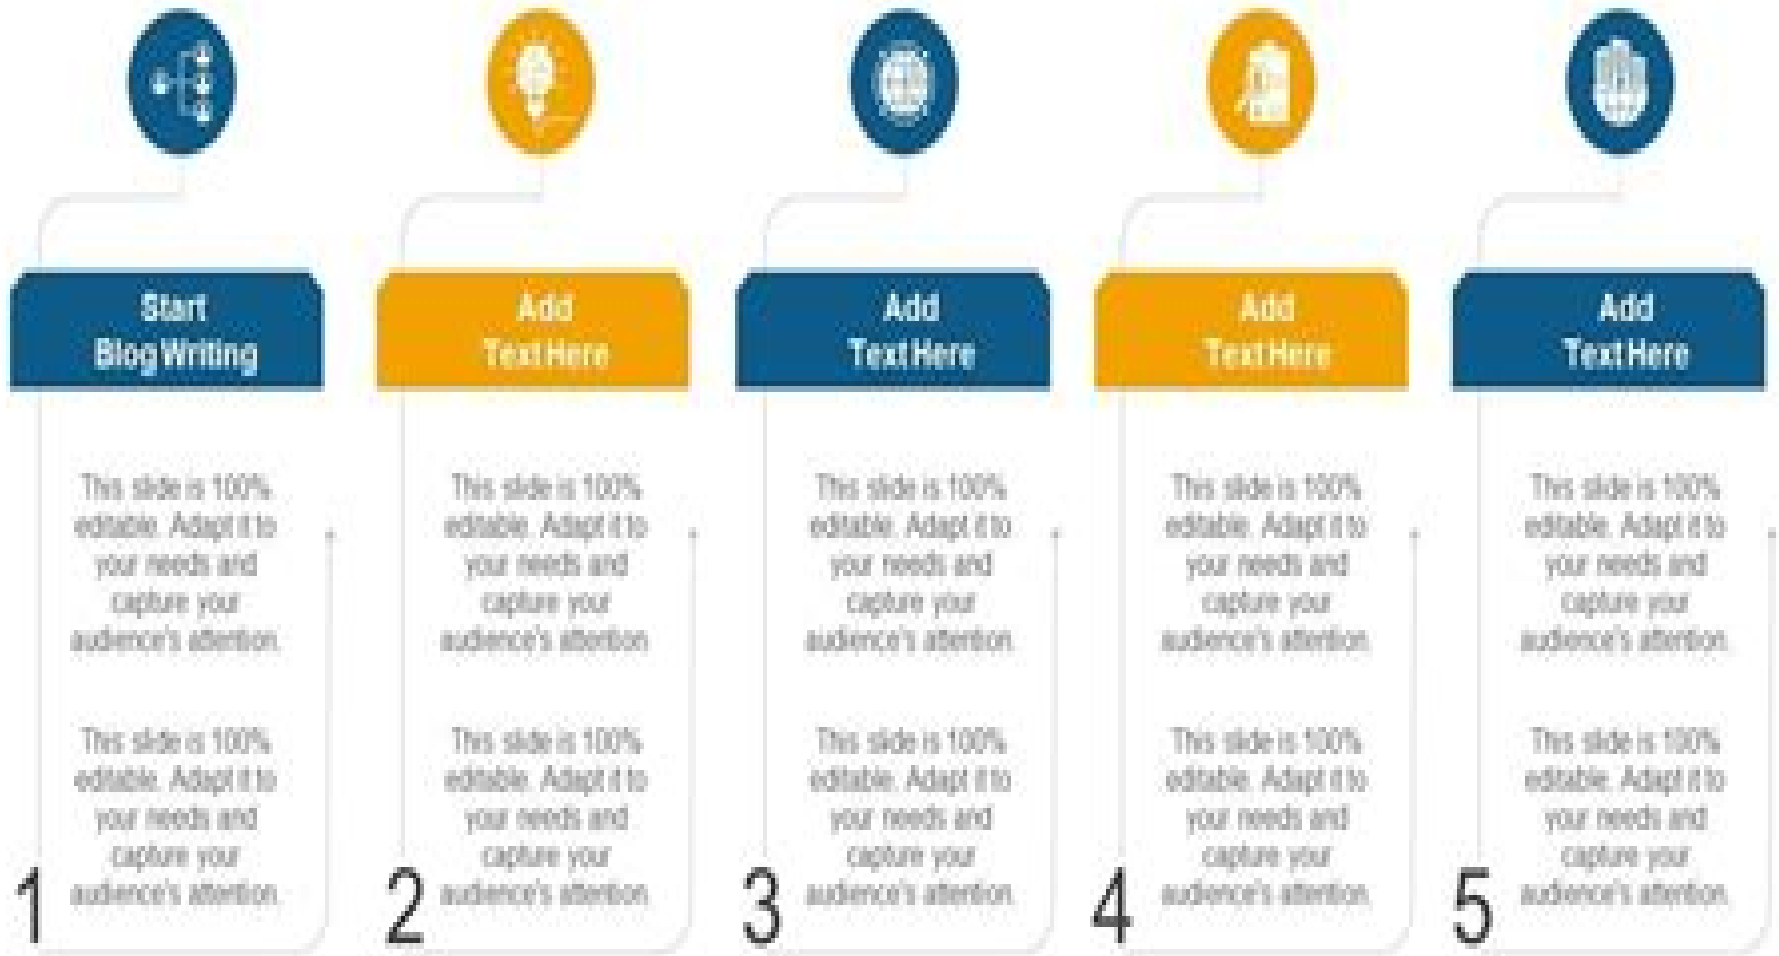 Start
Blog Writing
This slide is 100%
editable. Adapt it to
your needs and
capture your
audience's attention.
This slide is 100%
editable. Adapt it to
your needs and
capture your
audience's attention.
1
Add
Text Here
This slide is 100%
editable. Adapt it to
your needs and
capture your
audience's attention.
This slide is 100%
editable. Adapt it to
your needs and
capture your
audience's attention.
2
Add
Text Here
This slide is 100%
editable. Adapt it to
your needs and
capture your
audience's attention.
This slide is 100%
editable. Adapt it to
your needs and
capture your
audience's attention.
3
Add
Text Here
This slide is 100%
editable. Adapt it to
your needs and
capture your
audience's attention.
This slide is 100%
editable. Adapt it to
your needs and
capture your
audience's attention.
4
Add
Text Here
This slide is 100%
editable. Adapt it to
your needs and
capture your
audience's attention.
This slide is 100%
editable. Adapt it to
your needs and
capture your
audience's attention.
5